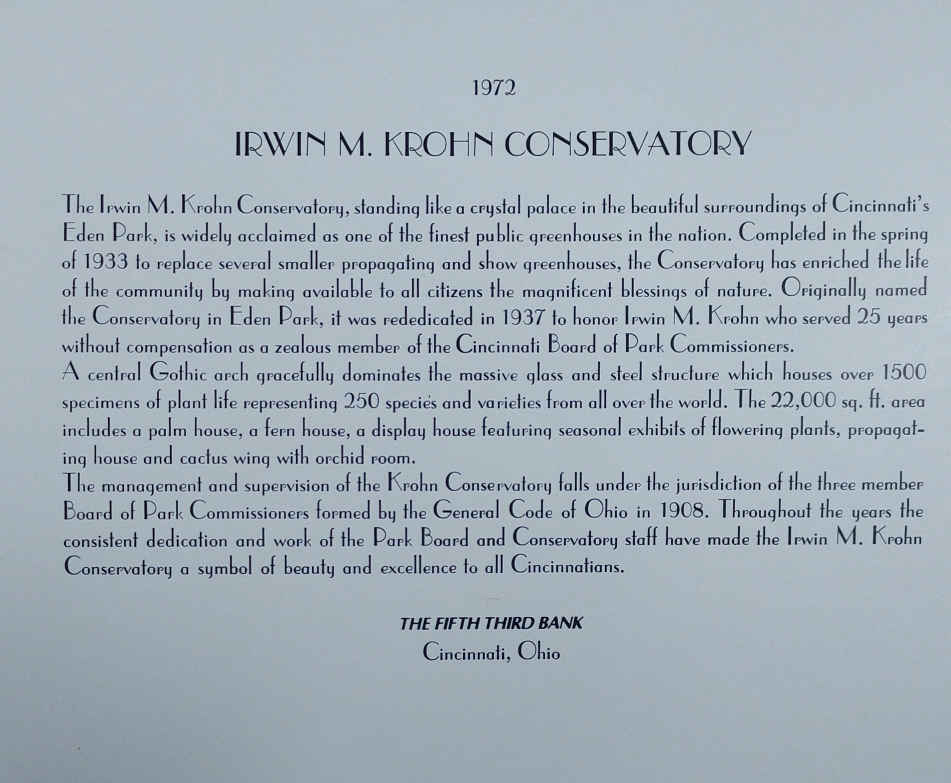 1972
IRWIN M. KROHN CONSERVATORY
The Irwin M. Krohn Conservatory, standing like a crystal palace in the beautiful surroundings of Cincinnati's
Eden Park, is widely acclaimed as one of the finest public greenhouses in the nation. Completed in the spring
of 1933 to replace several smaller propagating and show greenhouses, the Conservatory has enriched the life
of the community by making available to all citizens the magnificent blessings of nature. Originally named
the Conservatory in Eden Park, it was rededicated in 1937 to honor Irwin M. Krohn who served 25 years
without compensation as a zealous member of the Cincinnati Board of Park Commissioners.
A central Gothic arch gracefully dominates the massive glass and steel structure which houses over 1500
specimens of plant life representing 250 species and varieties from all over the world. The 22,000 sq. ft. area
includes a palm house, a fern house, a display house featuring seasonal exhibits of flowering plants, propagat-
ing house and cactus wing with orchid room.
The management and supervision of the Krohn Conservatory falls under the jurisdiction of the three member
Board of Park Commissioners formed by the General Code of Ohio in 1908. Throughout the years the
consistent dedication and work of the Park Board and Conservatory staff have made the Irwin M. Krohn
Conservatory a symbol of beauty and excellence to all Cincinnatians.
THE FIFTH THIRD BANK
Cincinnati, Ohio